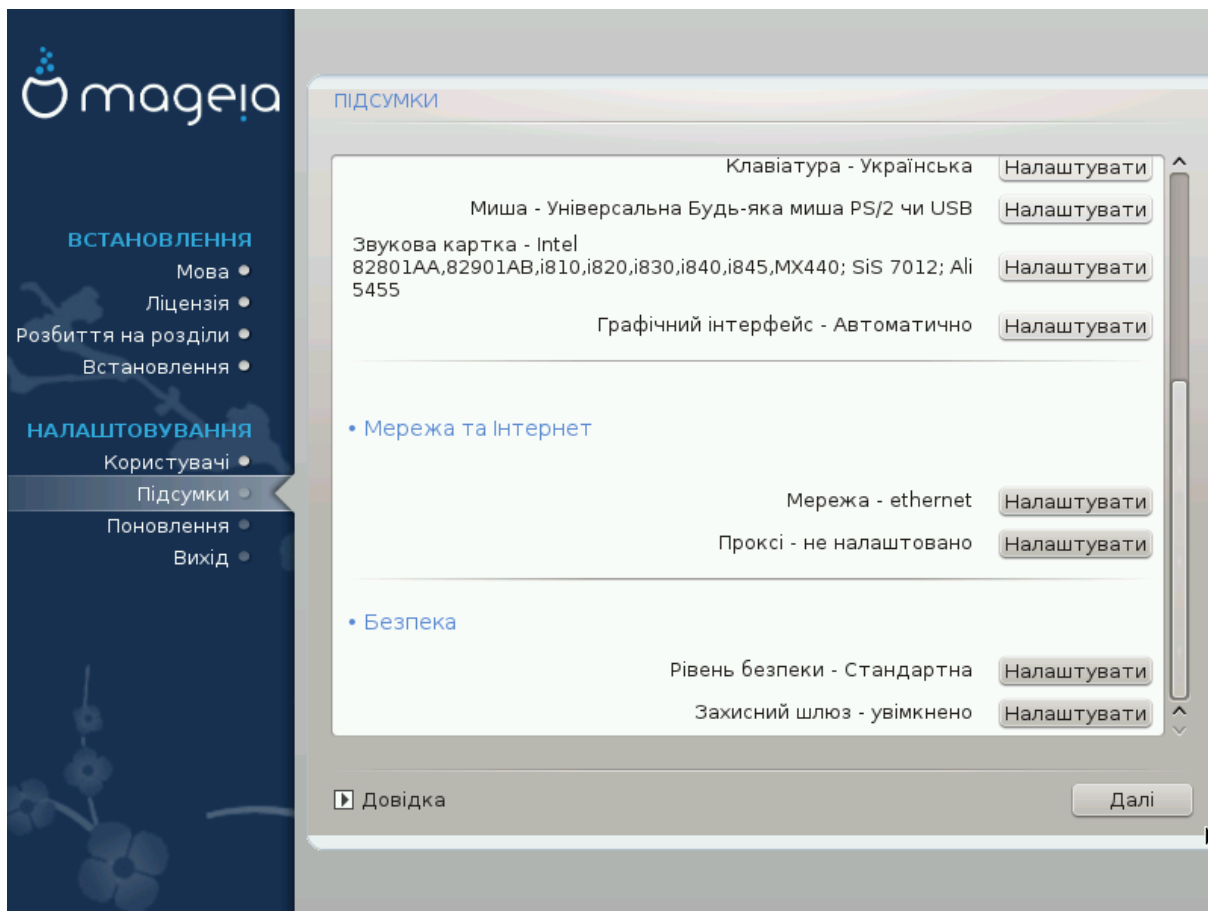 mageia
ВСТАНОВЛЕННЯ
Мова
Ліцензія
Розбиття на розділи
Встановлення
НАЛАШТОВУВАННЯ
Користувачі
Підсумки
Поновлення
Вихід
ПІДСУМКИ
Клавіатура - Українська Налаштувати
Миша - Універсальна Будь-яка миша PS/2 чи USB Налаштувати
Звукова картка - Intel
82801AA,82901AB,i810,i820,i830,i840,i845,MX440; SiS 7012; Ali Налаштувати
5455
Графічний інтерфейс - Автоматично Налаштувати
• Мережа та Інтернет
Мережа - ethernet Налаштувати
Проксі - не налаштовано Налаштувати
• Безпека
Рівень безпеки - Стандартна Налаштувати
Захисний шлюз - увімкнено Налаштувати
Довідка
Далі